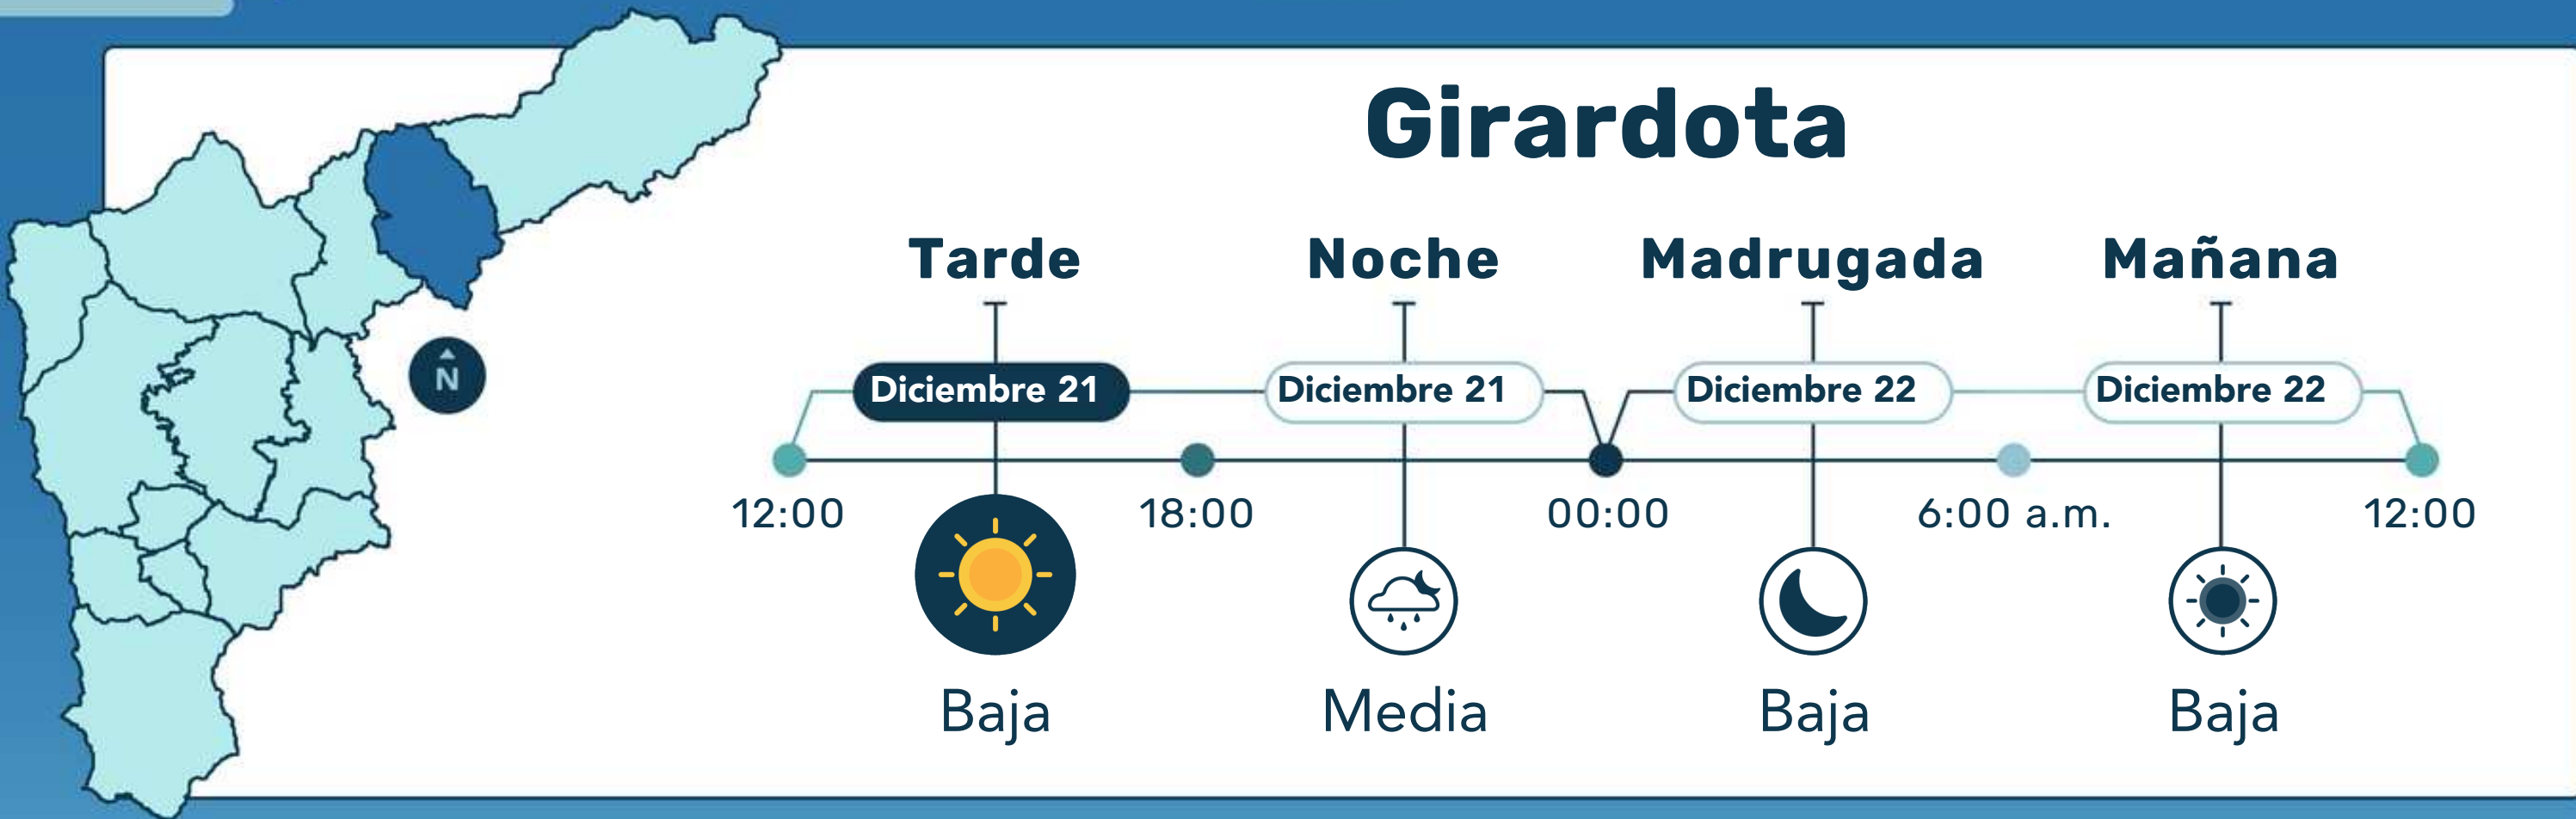 Girardota
Tarde Noche Madrugada Mañana
Diciembre 21 Diciembre 21 Diciembre 22 Diciembre 22
N
12:00 18:00 00:00 6:00 a.m. 12:00
Baja Media Baja Baja